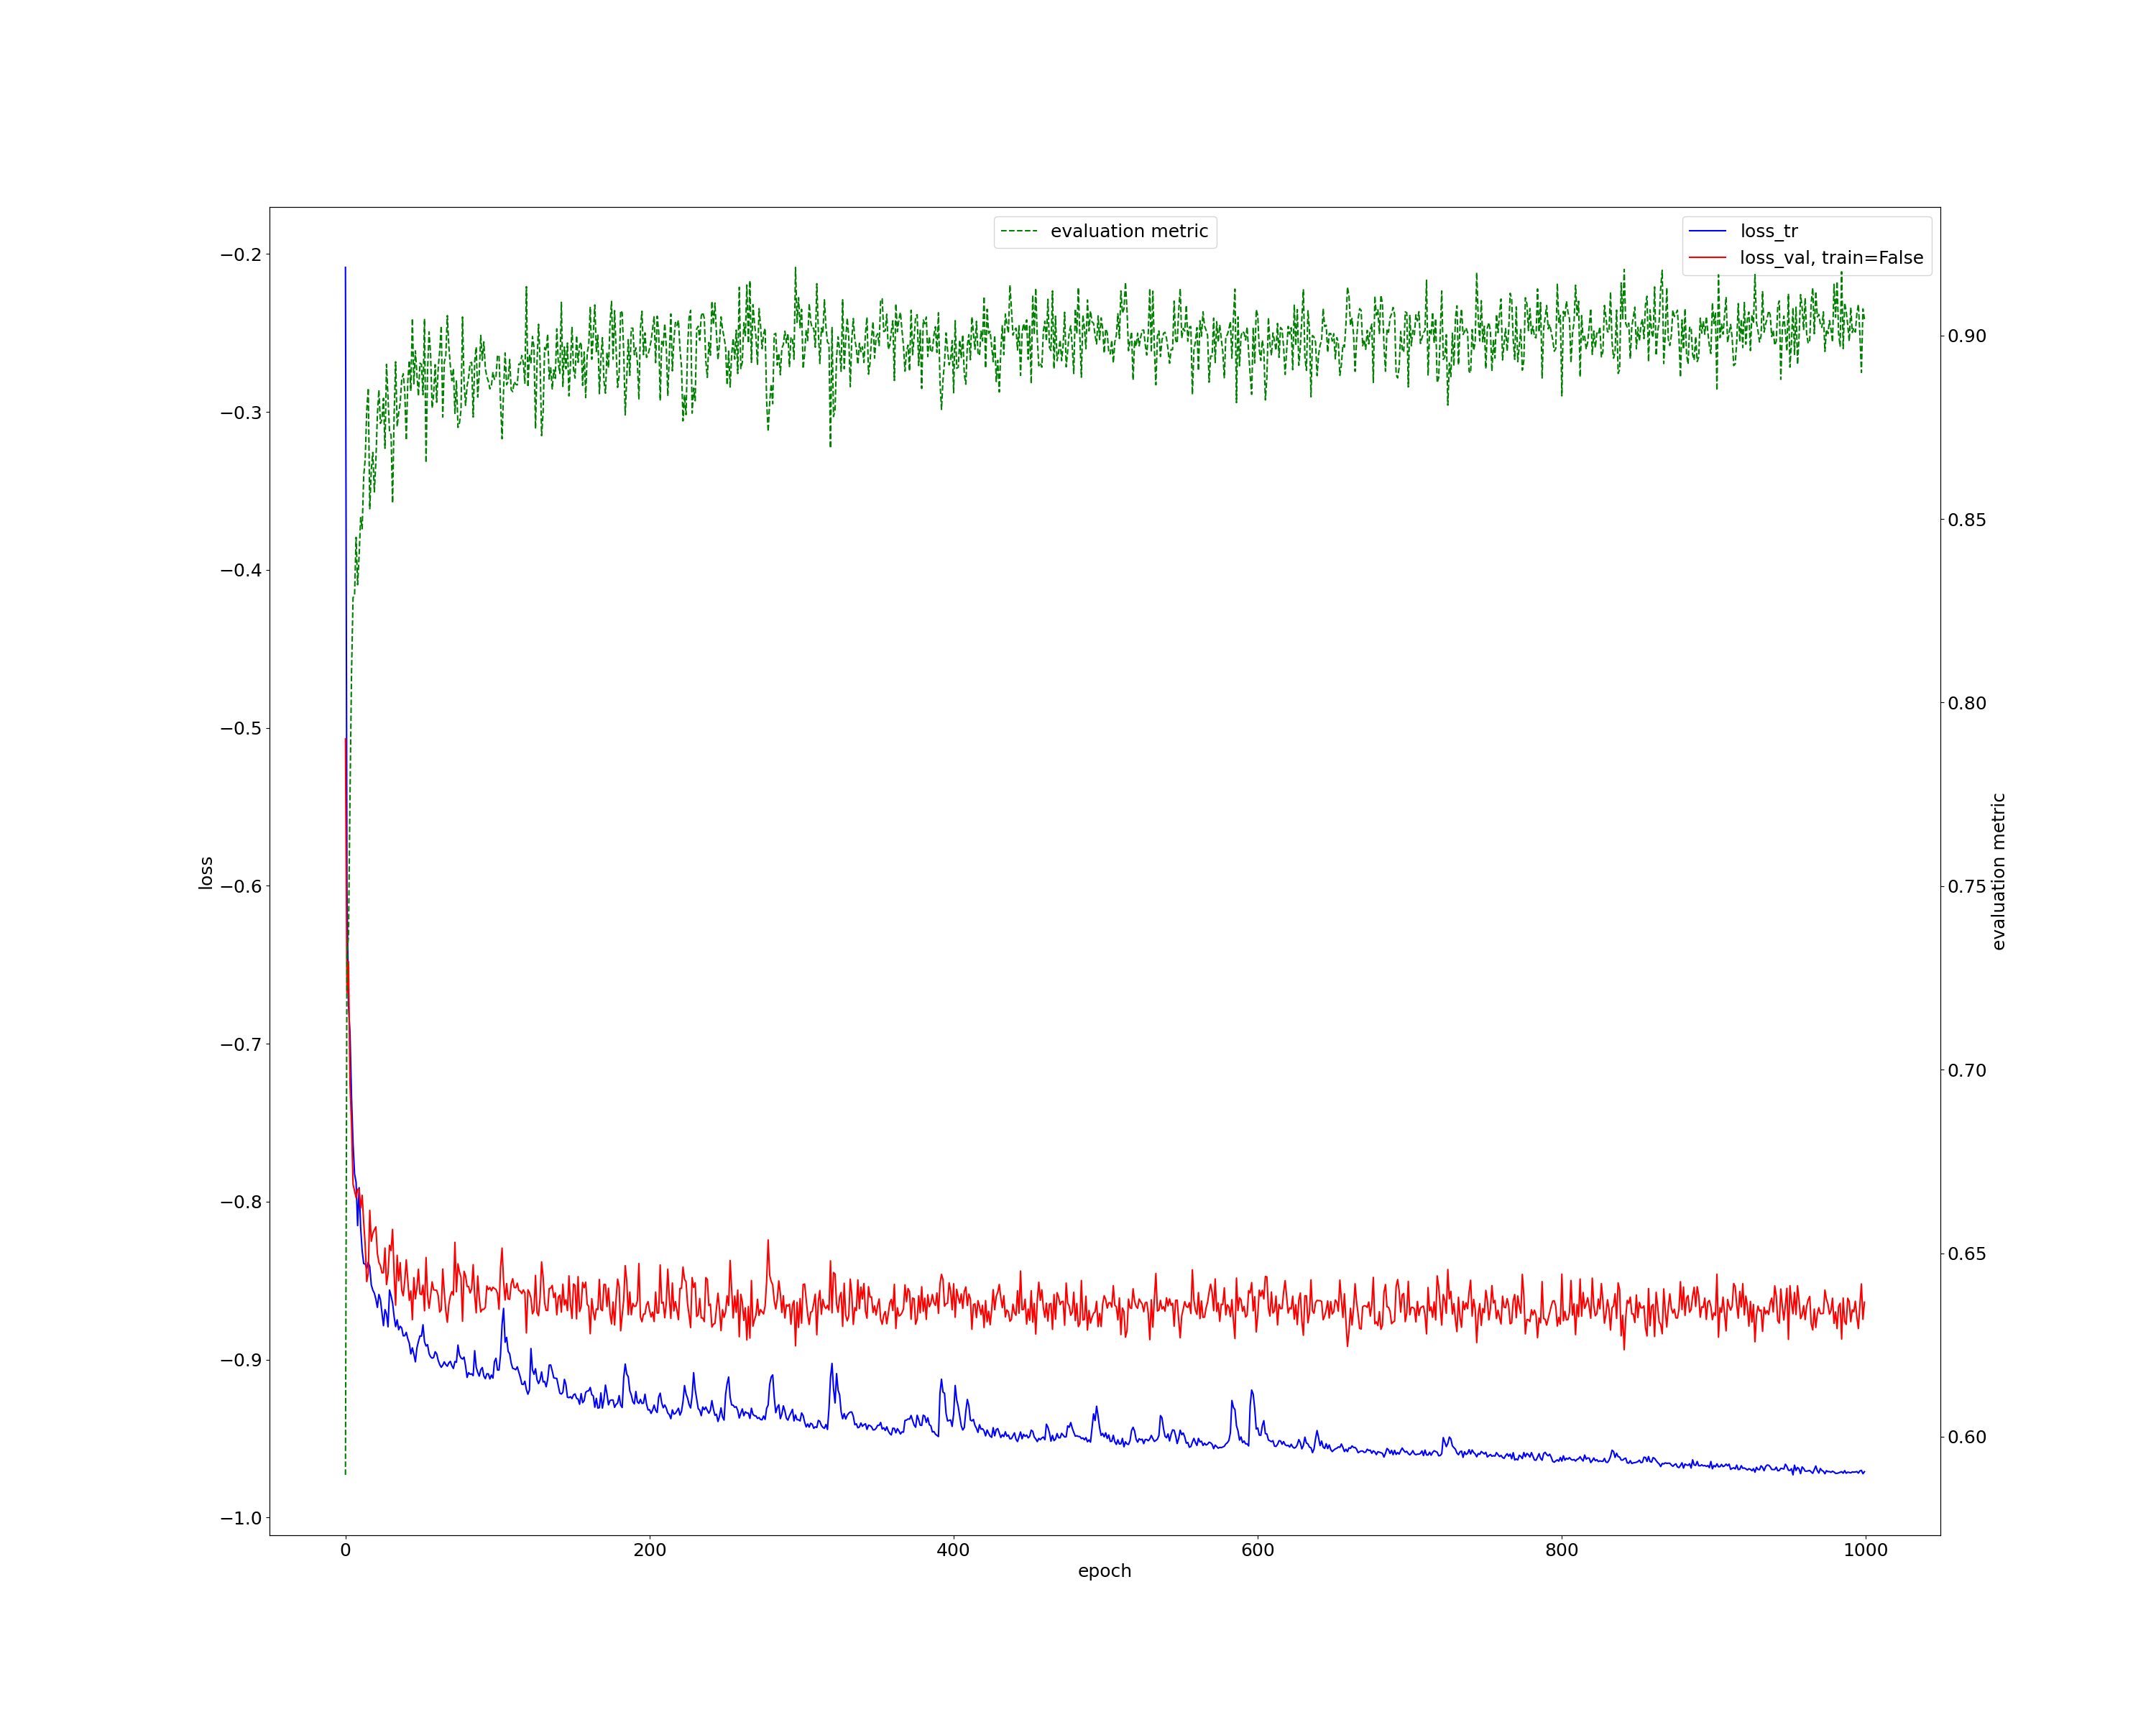 evaluation metric
loss_tr
loss_val, train=False
−0.2
−0.3
−0.4
−0.5
−0.6
−0.7
−0.8
−0.9
−1.0
loss
0.90
0.85
0.80
0.75
0.70
0.65
0.60
evaluation metric
0 200 400 600 800 1000
epoch